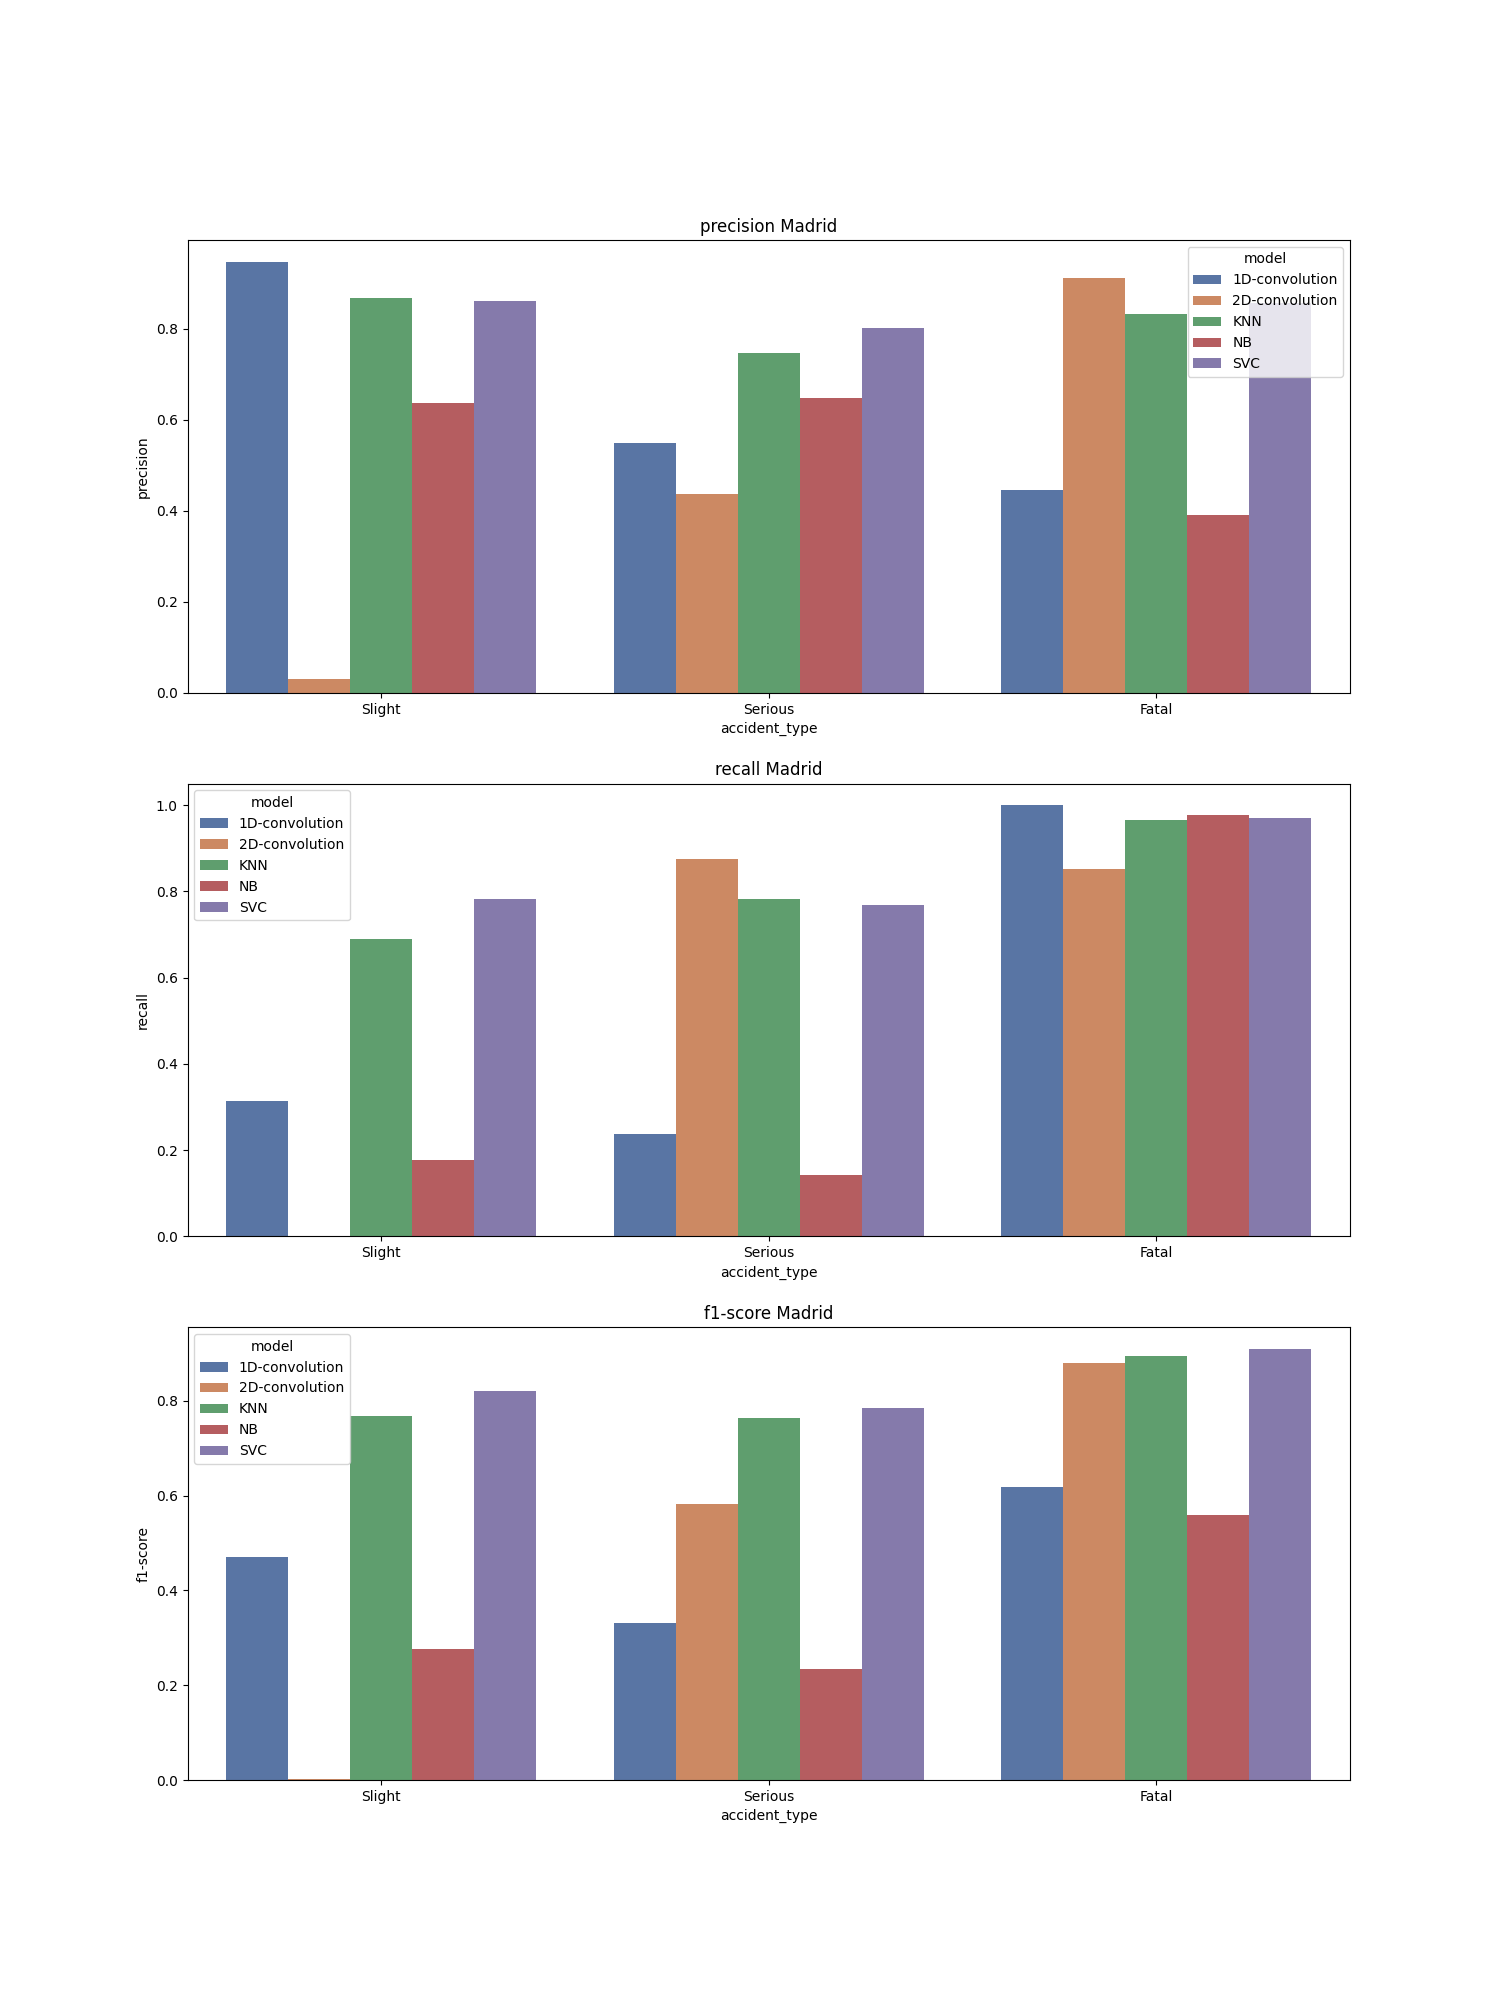 precision Madrid
model
1D-convolution
2D-convolution
KNN
NB
SVC
0.8
0.6
0.4
0.2
0.0
precision
Slight Serious Fatal
accident_type
recall Madrid
model
1D-convolution
2D-convolution
KNN
NB
SVC
1.0
0.8
0.6
0.4
0.2
0.0
recall
Slight Serious Fatal
accident_type
f1-score Madrid
model
1D-convolution
2D-convolution
KNN
NB
SVC
0.8
0.6
0.4
0.2
0.0
f1-score
Slight Serious Fatal
accident_type